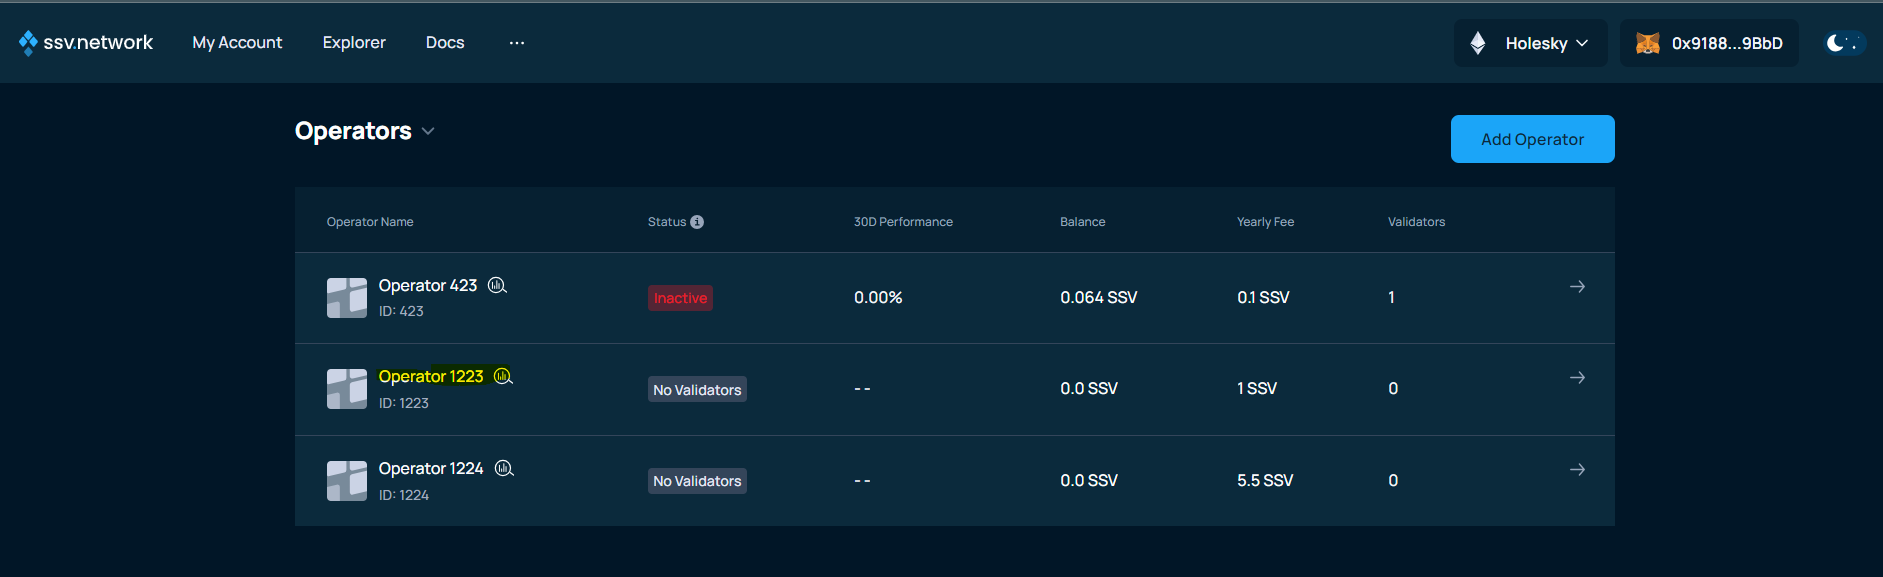 ssv.network My Account Explorer Docs ... Holesky 0x9188...9BbD
Operators
Add Operator
Operator Name Status 30D Performance Balance Yearly Fee Validators
Operator 423
ID: 423
Inactive 0.00% 0.064 SSV 0.1 SSV 1
Operator 1223
ID: 1223
No Validators - - 0.0 SSV 1 SSV 0
Operator 1224
ID: 1224
No Validators - - 0.0 SSV 5.5 SSV 0